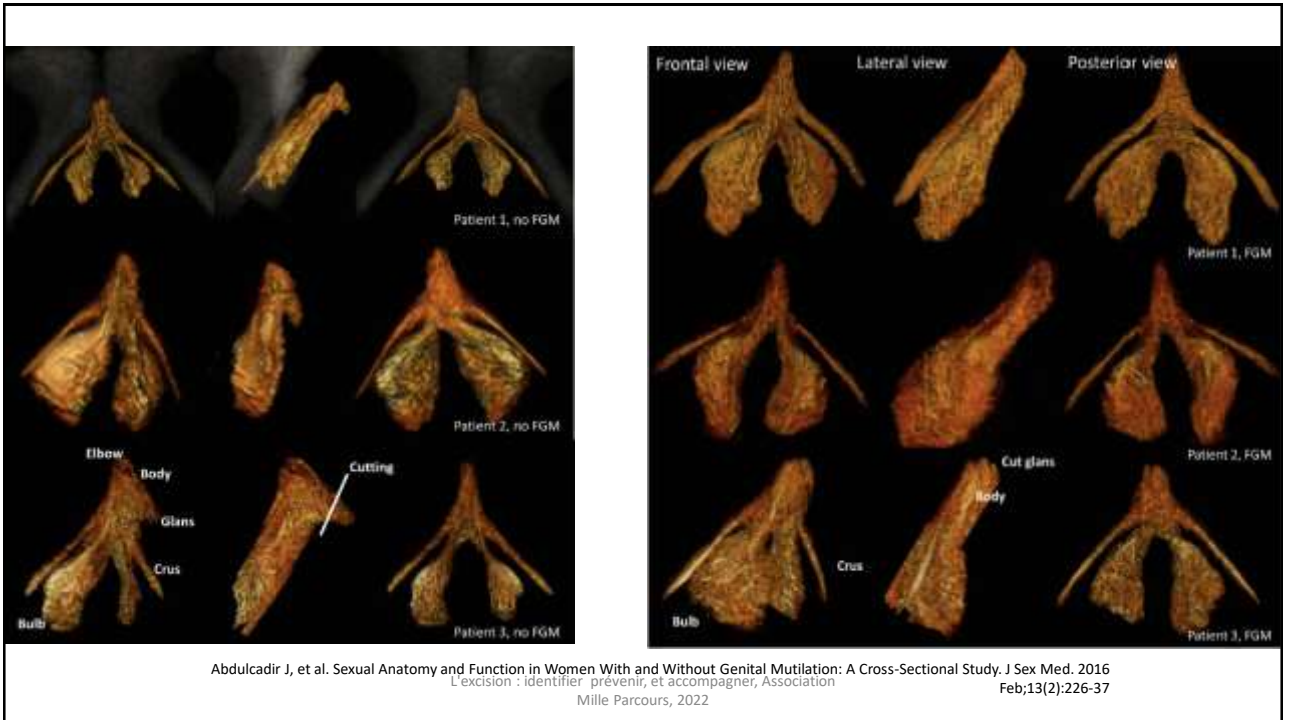 Patient 1, no FGM
Patient 2, no FGM
Elbow
Body
Cutting
Glans
Crus
Bulb
Patient 3, no FGM
Frontal view
Lateral view
Posterior view
Patient 1, FGM
Patient 2, FGM
Cut glans
Body
Crus
Bulb
Patient 3, FGM
Abdulcadir J, et al. Sexual Anatomy and Function in Women With and Without Genital Mutilation: A Cross-Sectional Study. J Sex Med. 2016
Feb;13(2):226-37
L'excision : identifier prévenir, et accompagner, Association
Mille Parcours, 2022